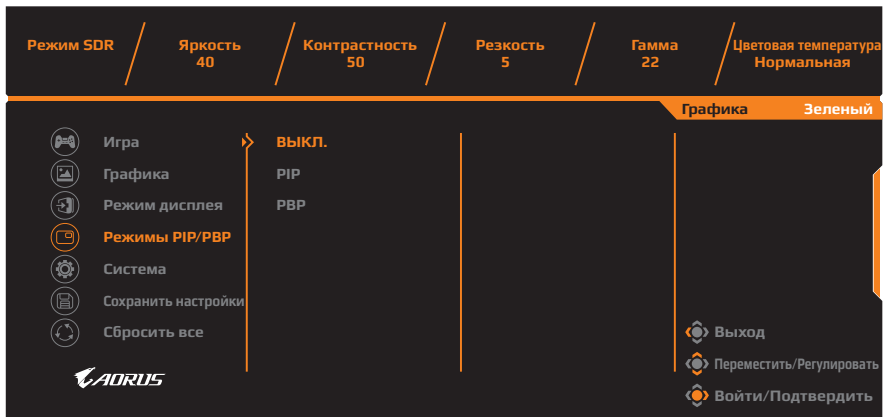 Режим SDR
Яркость
40
Контрастность
50
Резкость
5
Гамма
22
Цветовая температура
Нормальная
Графика Зеленый
Игра
Графика
Режим дисплея
Режимы PIP/PBP
Система
Сохранить настройки
Сбросить все
ВЫКЛ.
PIP
PBP
Выход
Переместить/Регулировать
Войти/Подтвердить
AORUS